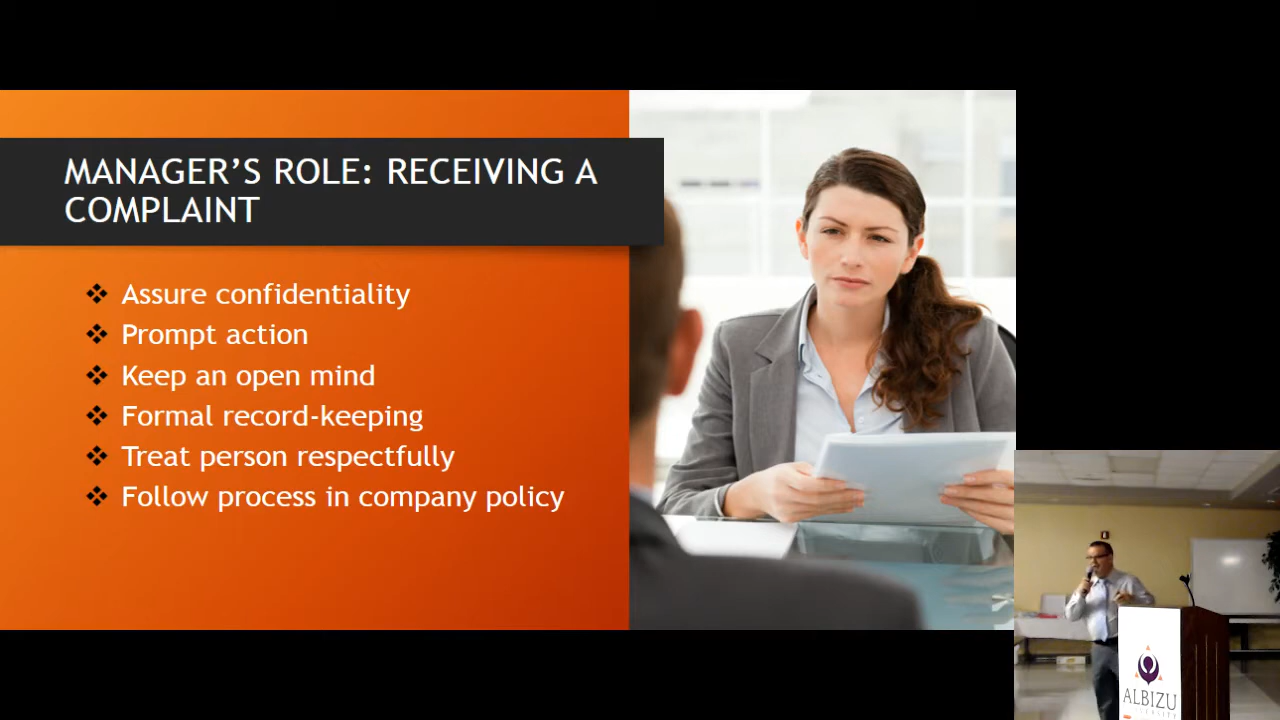 MANAGER’S ROLE: RECEIVING A
COMPLAINT
Assure confidentiality
Prompt action
Keep an open mind
Formal record-keeping
Treat person respectfully
Follow process in company policy
ALBIZU